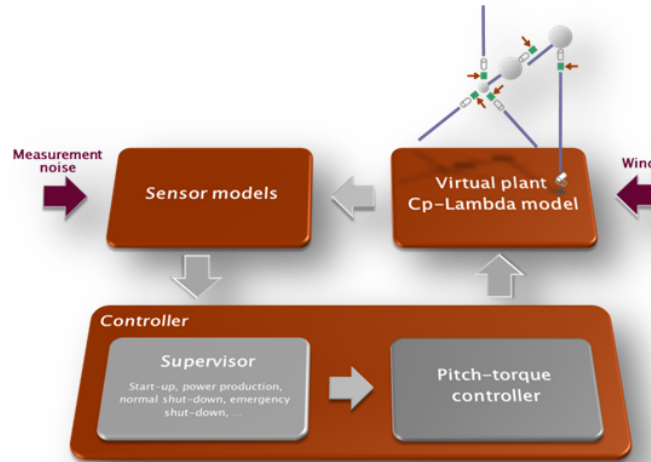 Measurement
noise
Sensor models
Virtual plant
Cp-Lambda model
Wind
Controller
Supervisor
Start-up, power production,
normal shut-down, emergency
shut-down, ...
Pitch-torque
controller